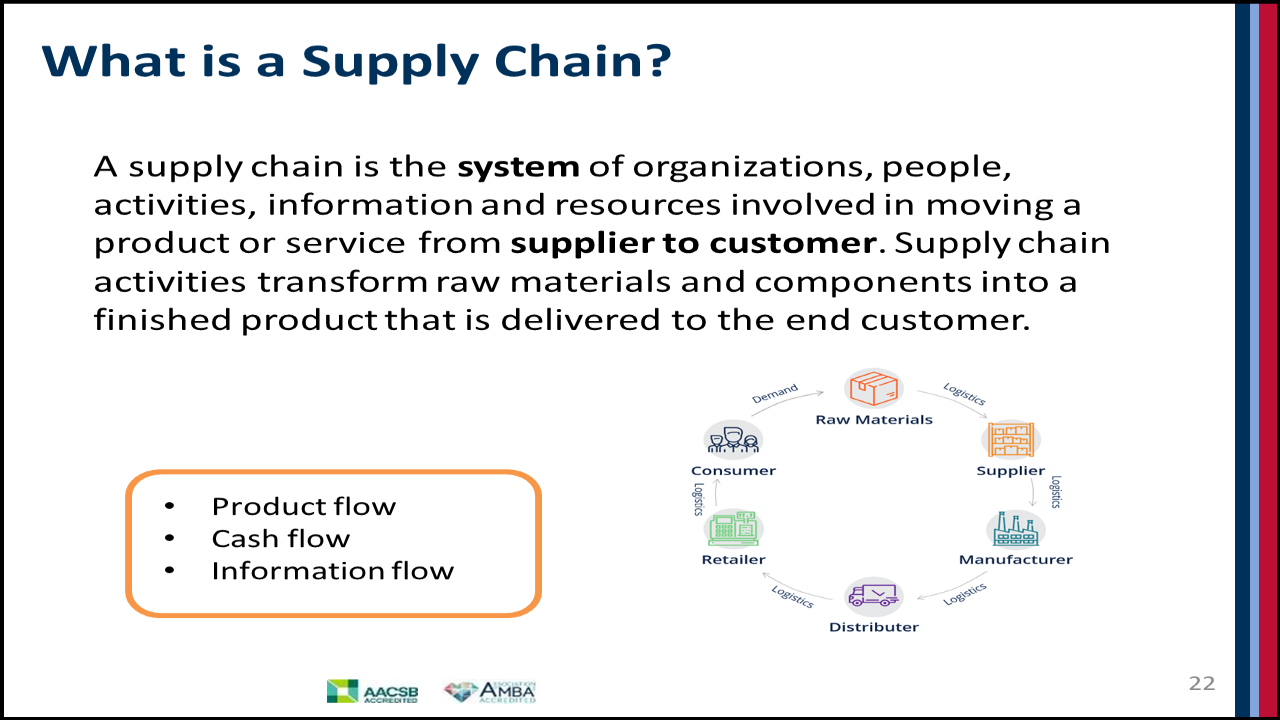 What is a Supply Chain?
A supply chain is the system of organizations, people,
activities, information and resources involved in moving a
product or service from supplier to customer. Supply chain
activities transform raw materials and components into a
finished product that is delivered to the end customer.
• Product flow
• Cash flow
• Information flow
Demand
Raw Materials
Logistics
Supplier
Logistics
Manufacturer
Logistics
Distributer
Logistics
Retailer
Logistics
Consumer
AACSB
ACCREDITED
AMBA
ACCREDITED
22